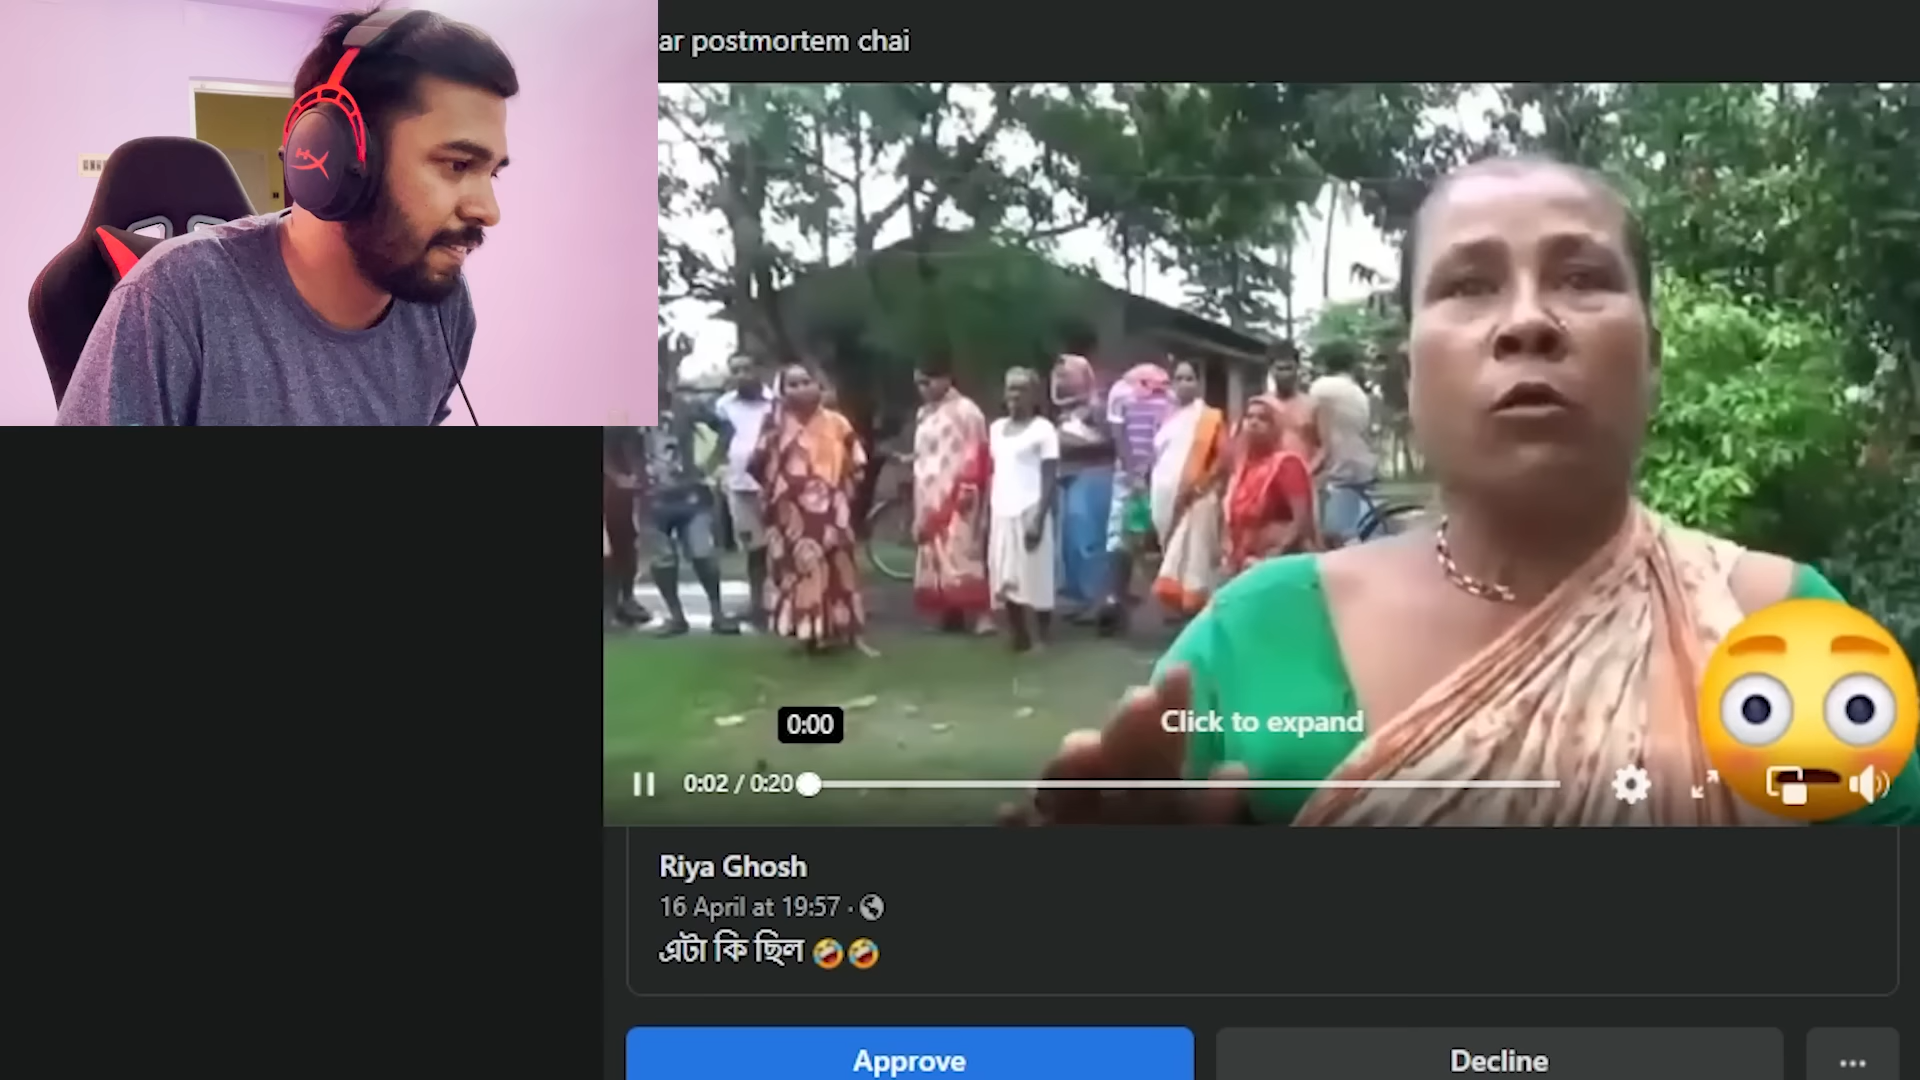 ar postmortem chai
0:00
Click to expand
0:02 / 0:20
Riya Ghosh
16 April at 19:57 ·
এটা কি ছিল 🤣🤣
Approve
Decline
...